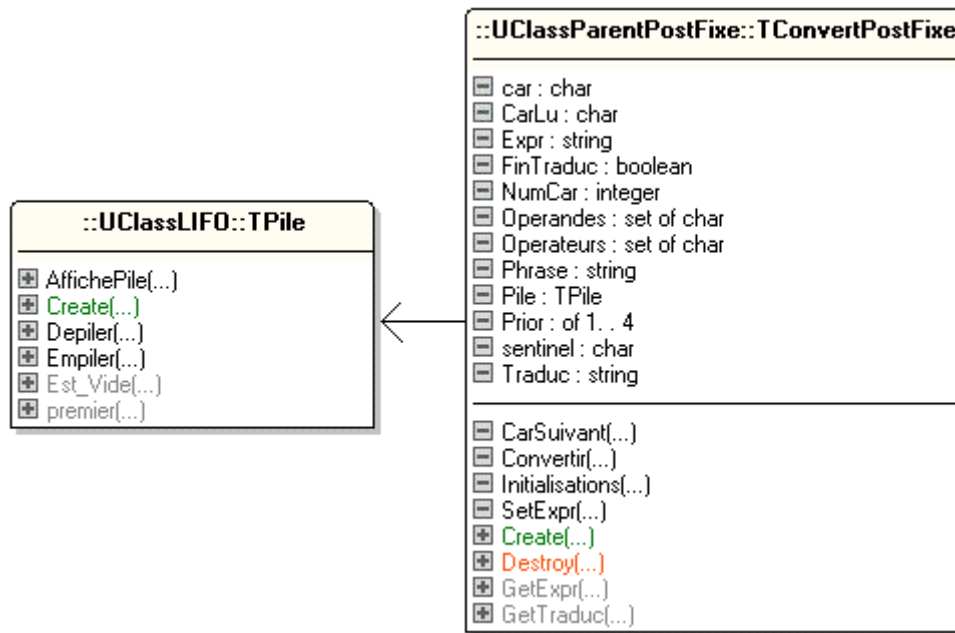 ::UClassLIFO::TPile
AffichePile(...)
Create(...)
Depiler(...)
Empiler(...)
Est_Vide(...)
premier(...)
::UClassParentPostFixe::TConvertPostFixe
car : char
CarLu : char
Expr : string
FinTraduc : boolean
NumCar : integer
Operandes : set of char
Operateurs : set of char
Phrase : string
Pile : TPile
Prior : of 1. . 4
sentinel : char
Traduc : string
CarSuivant(...)
Convertir(...)
Initialisations(...)
SetExpr(...)
Create(...)
Destroy(...)
GetExpr(...)
GetTraduc(...)